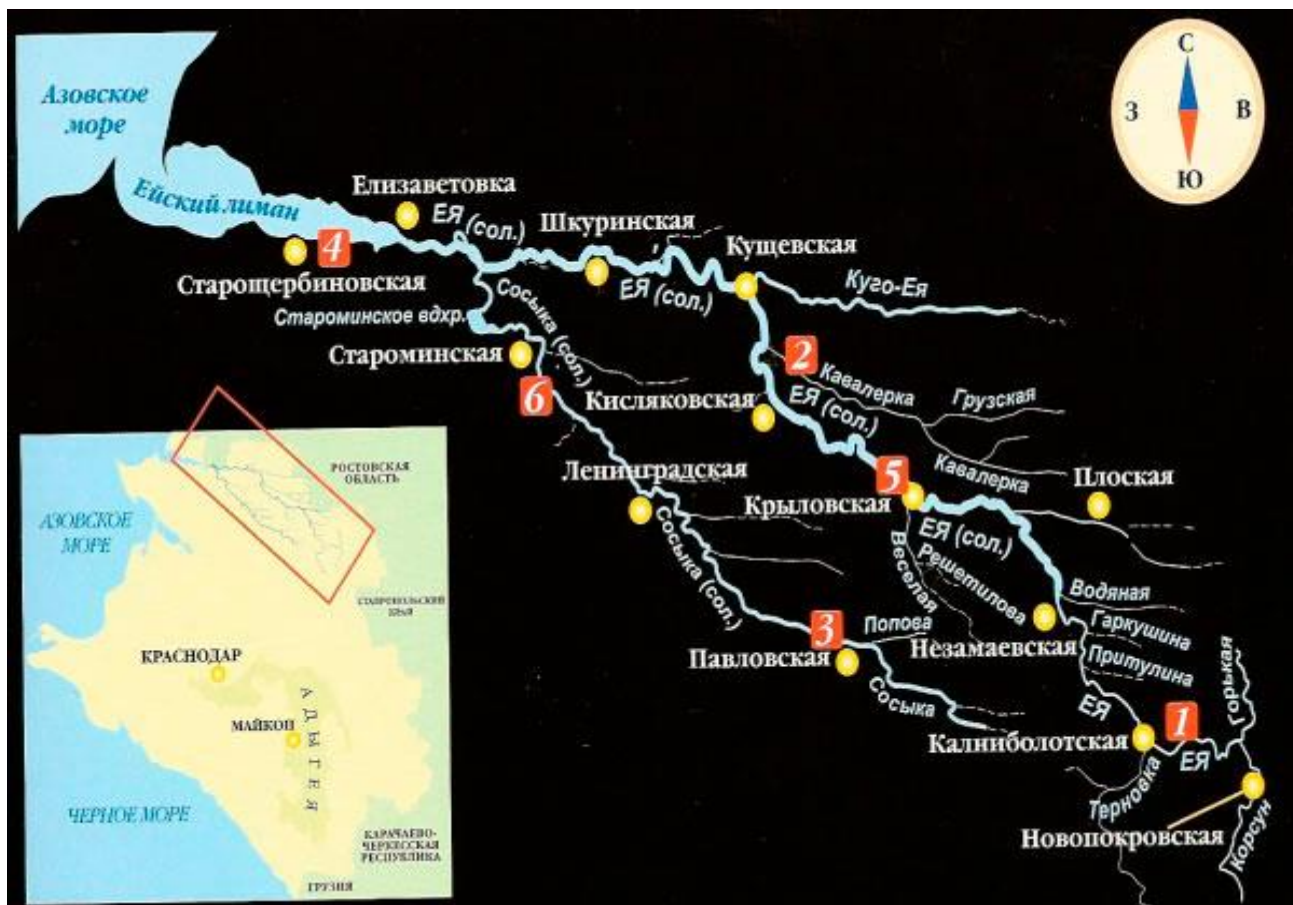 Азовское
море
С
З
В
Ю
Елизаветовка
Ейский лиман
ЕЯ (сол.)
Шкуринская
Кущевская
4
Старощербиновская
ЕЯ (сол.)
Куго-Ея
Сосыка (сол.)
Староминское вдхр.
Староминская
2
Кавалерка
Грузская
6
Кисляковская
ЕЯ (сол.)
Ленинградская
5
Кавалерка
Плоская
Крыловская
ЕЯ (сол.)
Сосыка (сол.)
Веселая
Решетилова
Водяная
Гаркушина
3
Попова
Незамаевская
Павловская
Притулина
Сосыка
ЕЯ
Горькая
Калниболотская
1
ЕЯ
Терновка
Новопокровская
Корсун
РОСТОВСКАЯ
ОБЛАСТЬ
АЗОВСКОЕ
МОРЕ
СТАВРОПОЛЬСКИЙ
КРАЙ
КРАСНОДАР
МАЙКОП
АДЫГЕЯ
ЧЕРНОЕ МОРЕ
КАРАЧАЕВО-
ЧЕРКЕССКАЯ
РЕСПУБЛИКА
ГРУЗИЯ